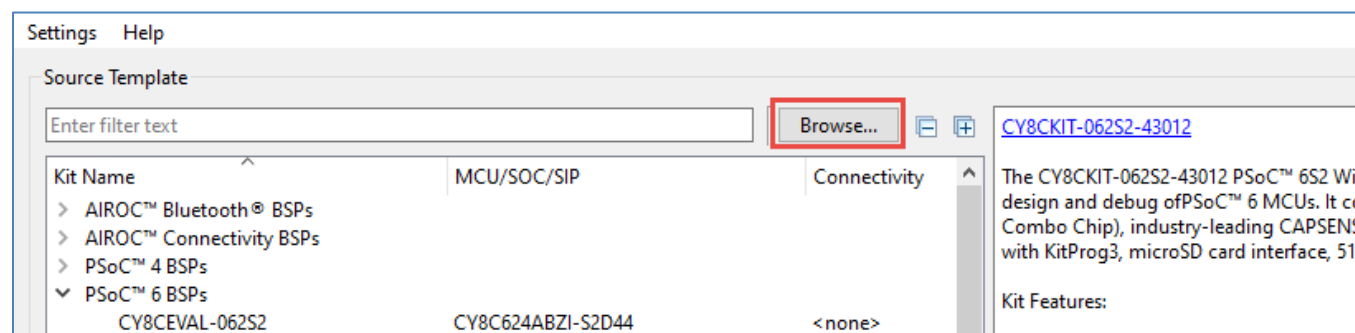 Settings Help
Source Template
Enter filter text
Browse...
Kit Name MCU/SOC/SIP Connectivity
AIROC™ Bluetooth® BSPs
AIROC™ Connectivity BSPs
PSoC™ 4 BSPs
PSoC™ 6 BSPs
CY8CEVAL-062S2 CY8C624ABZI-S2D44 <none>
CY8CKIT-062S2-43012
The CY8CKIT-062S2-43012 PSoC™ 6S2 Wi
design and debug ofPSoC™ 6 MCUs. It c
Combo Chip), industry-leading CAPSENS
with KitProg3, microSD card interface, 51
Kit Features: